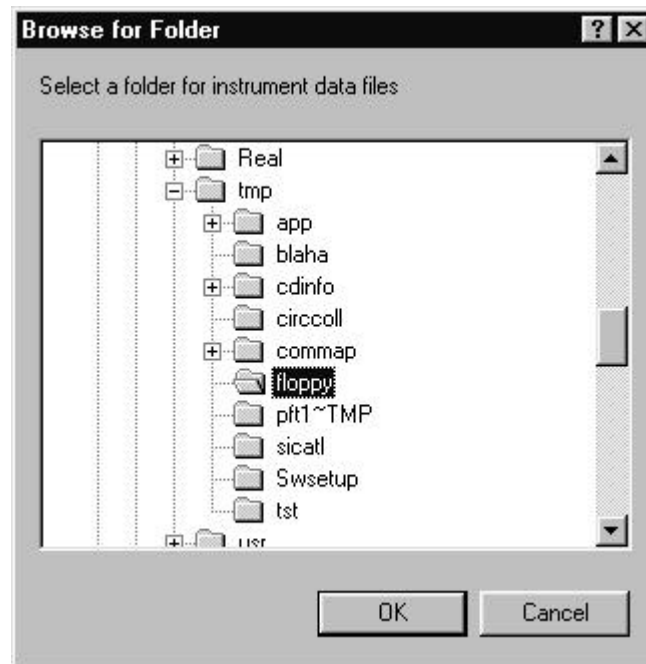 Browse for Folder
Select a folder for instrument data files
Real
tmp
app
blaha
cdinfo
circcoll
commap
floppy
pft1~TMP
sicatl
Swsetup
tst
usr
OK
Cancel